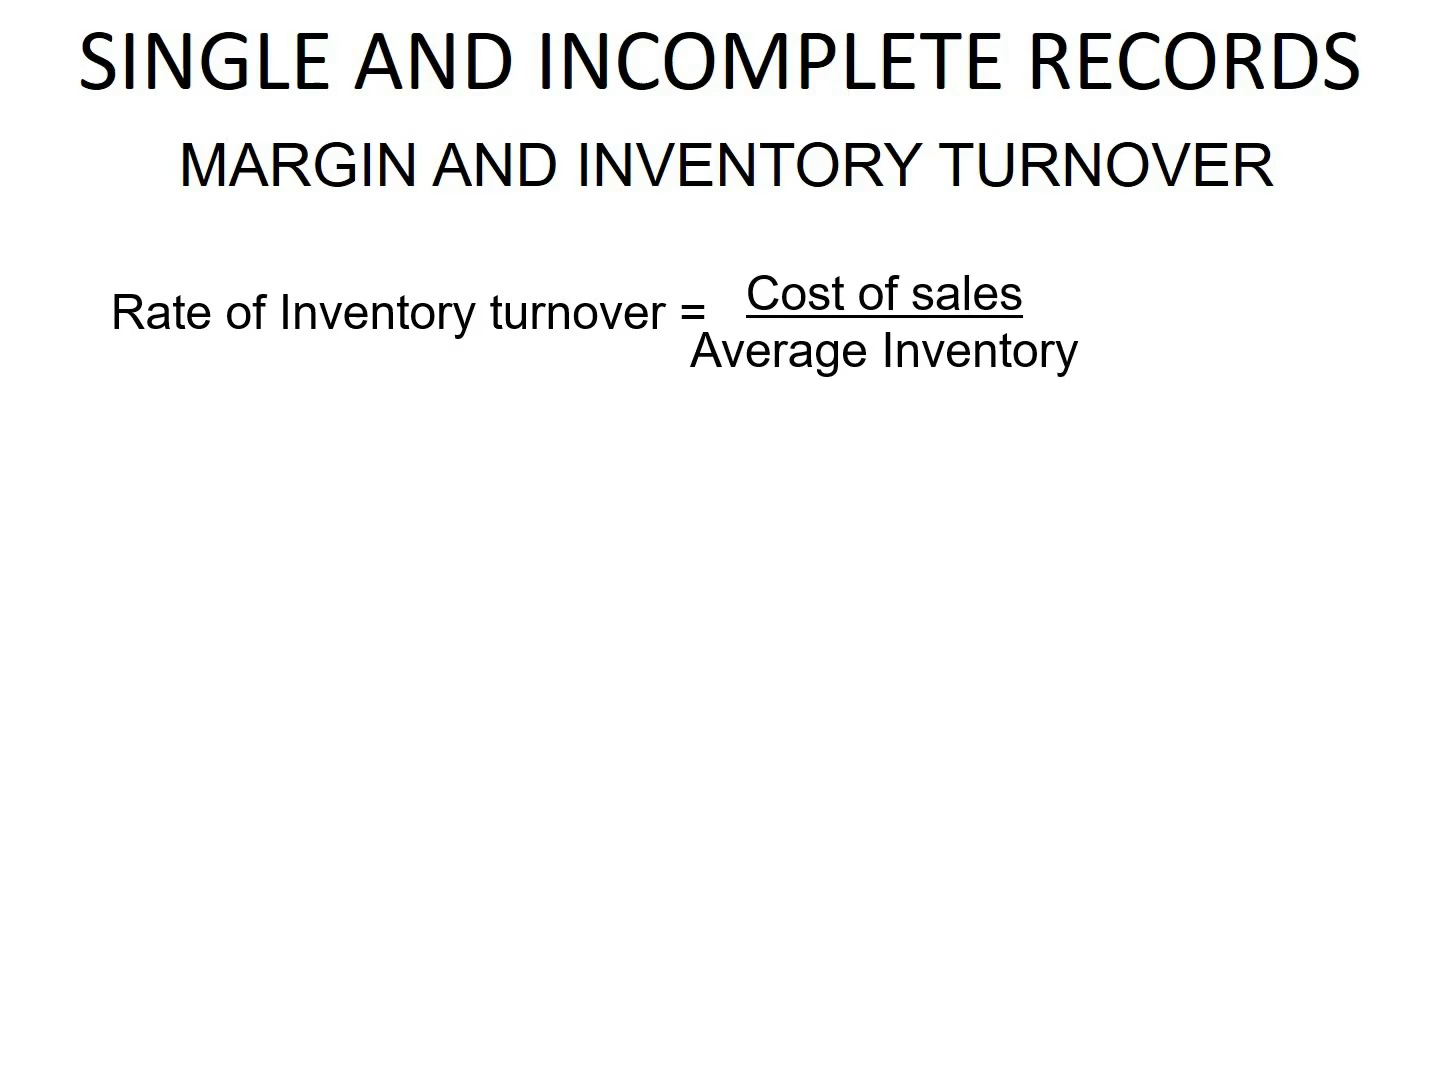 SINGLE AND INCOMPLETE RECORDS
MARGIN AND INVENTORY TURNOVER
Rate of Inventory turnover = Cost of sales
Average Inventory